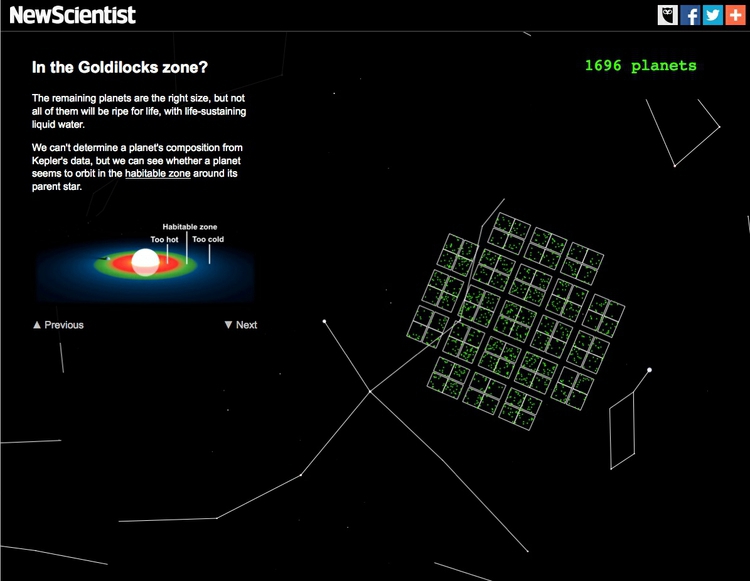 NewScientist
In the Goldilocks zone?
1696 planets
The remaining planets are the right size, but not
all of them will be ripe for life, with life-sustaining
liquid water.
We can't determine a planet's composition from
Kepler's data, but we can see whether a planet
seems to orbit in the habitable zone around its
parent star.
Habitable zone
Too hot Too cold
▲ Previous ▼ Next